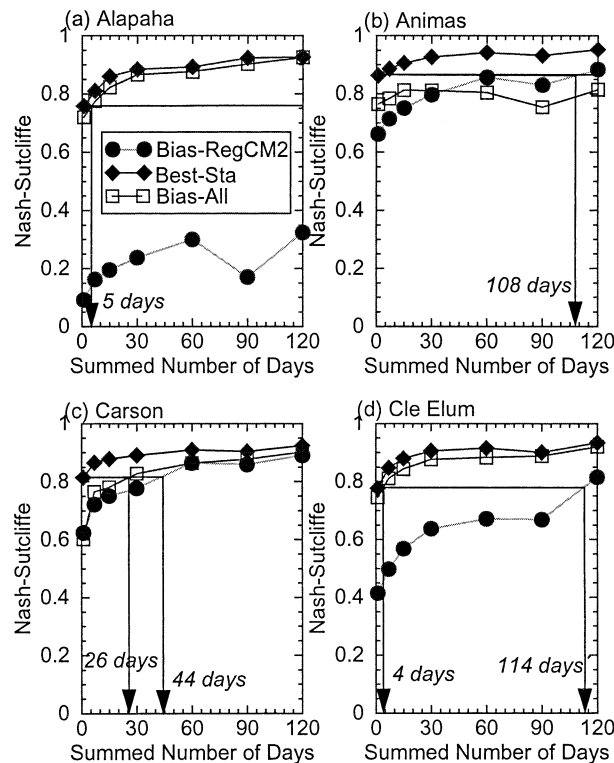 (a) Alapaha
Nash-Sutcliffe
1
0.8
0.6
0.4
0.2
0
Bias-RegCM2
Best-Sta
Bias-All
5 days
0 30 60 90 120
Summed Number of Days
(b) Animas
Nash-Sutcliffe
1
0.8
0.6
0.4
0.2
0
108 days
0 30 60 90 120
Summed Number of Days
(c) Carson
Nash-Sutcliffe
1
0.8
0.6
0.4
0.2
0
26 days
44 days
0 30 60 90 120
Summed Number of Days
(d) Cle Elum
Nash-Sutcliffe
1
0.8
0.6
0.4
0.2
0
4 days
114 days
0 30 60 90 120
Summed Number of Days